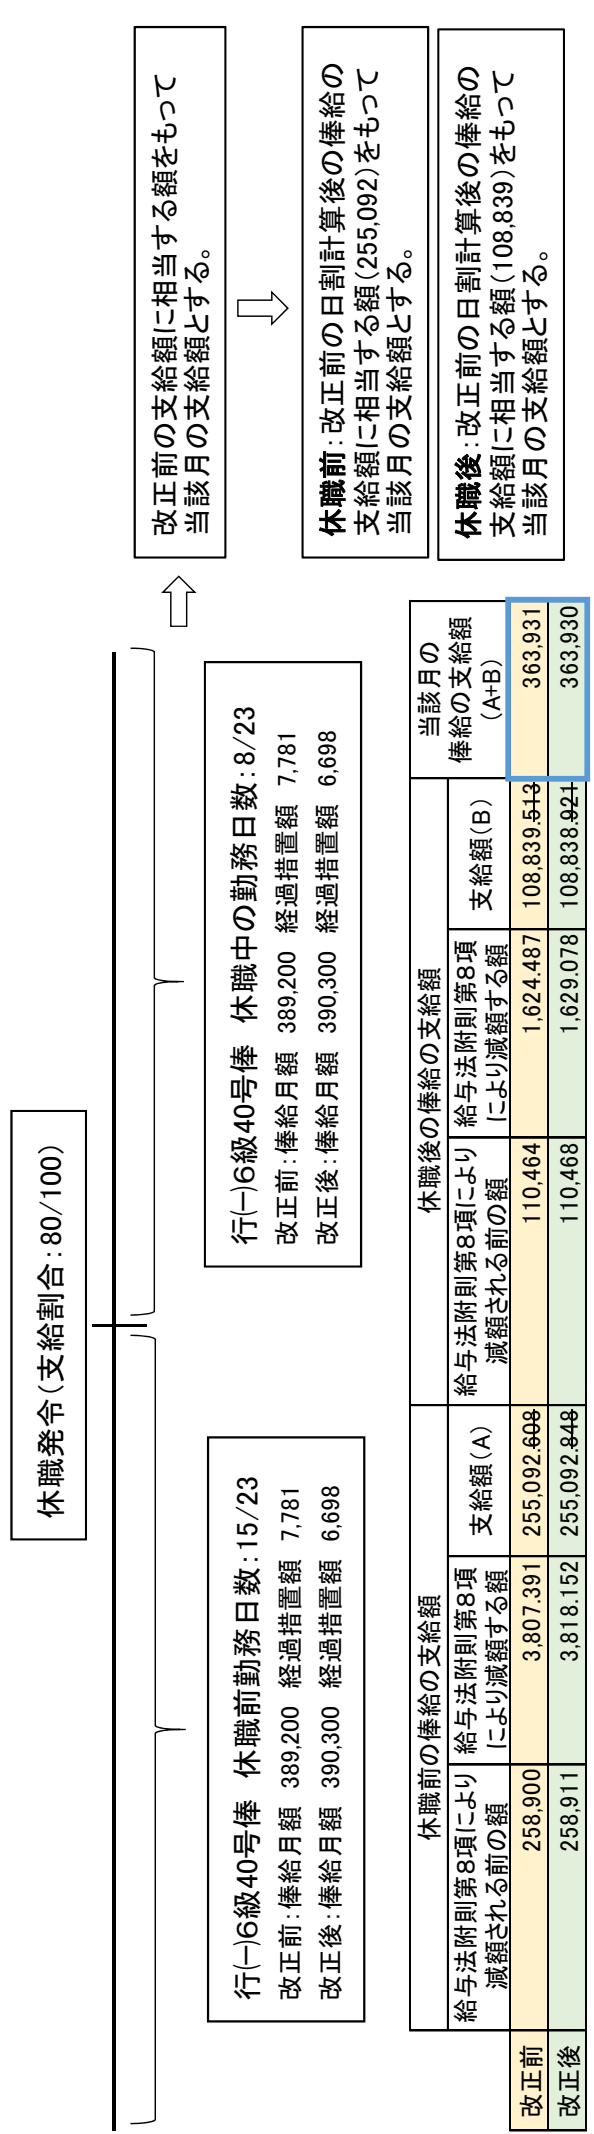 休職発令(支給割合:80/100)
行(一)6級40号俸 休職前勤務日数:15/23
改正前:俸給月額 389,200 経過措置額 7,781
改正後:俸給月額 390,300 経過措置額 6,698
行(一)6級40号俸 休職中の勤務日数:8/23
改正前:俸給月額 389,200 経過措置額 7,781
改正後:俸給月額 390,300 経過措置額 6,698
改正前の支給額に相当する額をもって
当該月の支給額とする。
休職前:改正前の日割計算後の俸給の
支給額に相当する額(255,092)をもって
当該月の支給額とする。
休職後:改正前の日割計算後の俸給の
支給額に相当する額(108,839)をもって
当該月の支給額とする。
休職前の俸給の支給額 休職後の俸給の支給額
当該月の
俸給の支給額
(A+B)
給与法附則第8項により
減額される前の額
給与法附則第8項
により減額する額
支給額(A)
給与法附則第8項により
減額される前の額
給与法附則第8項
により減額する額
支給額(B)
改正前 258,900 3,807.391 255,092.608 110,464 1,624.487 108,839.513 363,931
改正後 258,911 3,818.152 255,092.848 110,468 1,629.078 108,838.921 363,930